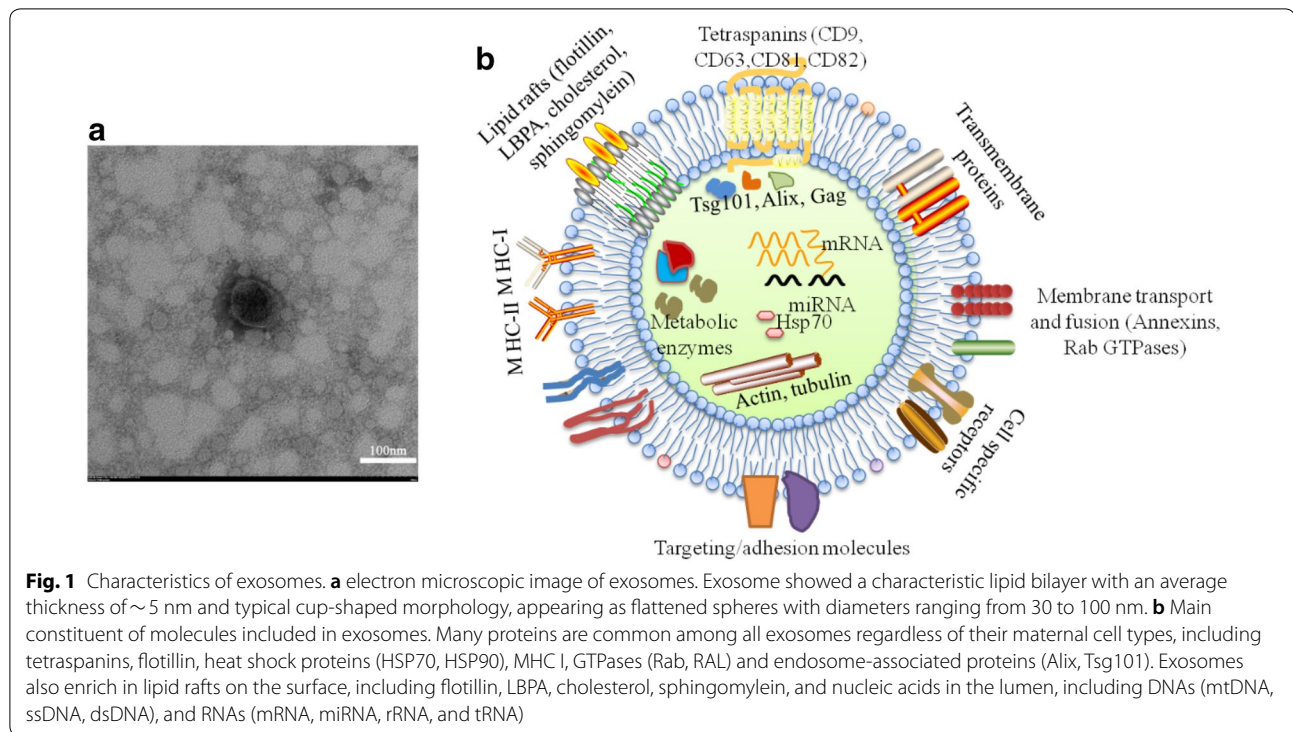 a
100nm
b
Tetraspanins (CD9,
CD63,CD81,CD82)
Lipid rafts (flotillin,
LBPA, cholesterol,
sphingomylein)
Transmembrane
proteins
Tsg101, Alix, Gag
mRNA
miRNA
Hsp70
Metabolic
enzymes
Actin, tubulin
MHC-I
MHC-II
Membrane transport
and fusion (Annexins,
Rab GTPases)
Cell specific
receptors
Targeting/adhesion molecules
Fig. 1 Characteristics of exosomes. a electron microscopic image of exosomes. Exosome showed a characteristic lipid bilayer with an average
thickness of ~ 5 nm and typical cup-shaped morphology, appearing as flattened spheres with diameters ranging from 30 to 100 nm. b Main
constituent of molecules included in exosomes. Many proteins are common among all exosomes regardless of their maternal cell types, including
tetraspanins, flotillin, heat shock proteins (HSP70, HSP90), MHC I, GTPases (Rab, RAL) and endosome-associated proteins (Alix, Tsg101). Exosomes
also enrich in lipid rafts on the surface, including flotillin, LBPA, cholesterol, sphingomylein, and nucleic acids in the lumen, including DNAs (mtDNA,
ssDNA, dsDNA), and RNAs (mRNA, miRNA, rRNA, and tRNA)